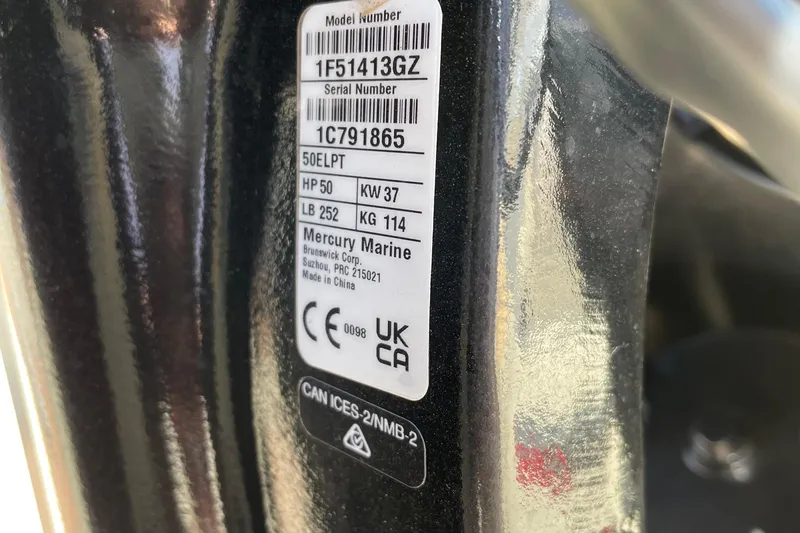 Model Number
1F51413GZ
Serial Number
1C791865
50ELPT
HP 50 KW 37
LB 252 KG 114
Mercury Marine
Brunswick Corp.
Suzhou, PRC 215021
Made in China
CE 0098 UK
CA
CAN ICES-2/NMB-2